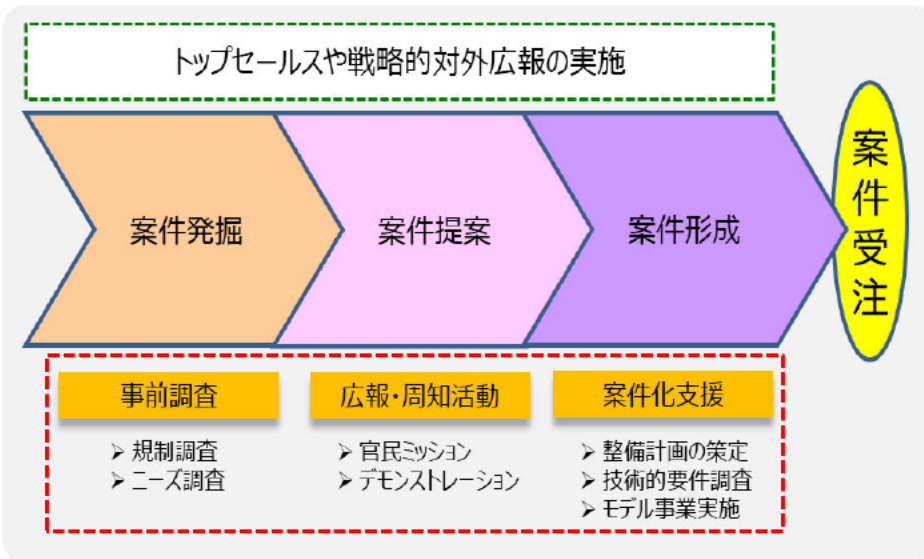 トップセールスや戦略的対外広報の実施
案件発掘
案件提案
案件形成
案件受注
事前調査
➢ 規制調査
➢ ニーズ調査
広報・周知活動
➢ 官民ミッション
➢ デモンストレーション
案件化支援
➢ 整備計画の策定
➢ 技術的要件調査
➢ モデル事業実施